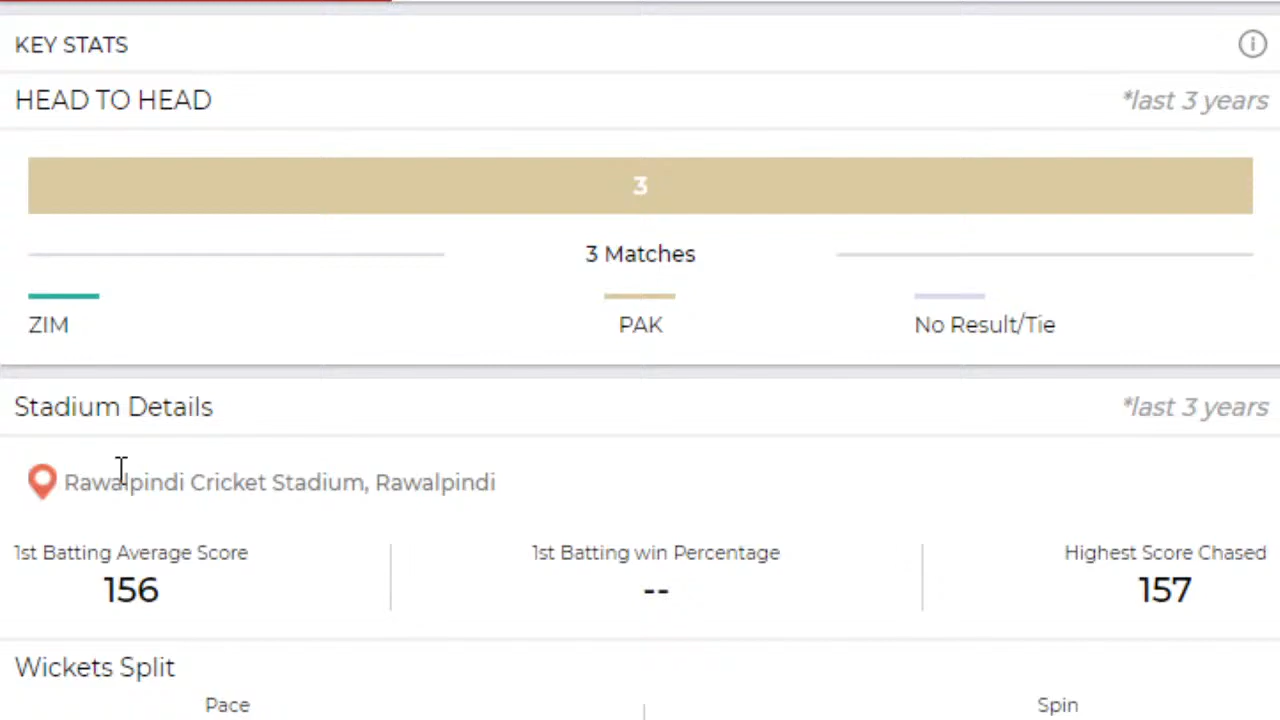 KEY STATS
HEAD TO HEAD *last 3 years
3
3 Matches
ZIM PAK No Result/Tie
Stadium Details *last 3 years
Rawalpindi Cricket Stadium, Rawalpindi
1st Batting Average Score 1st Batting win Percentage Highest Score Chased
156 -- 157
Wickets Split
Pace Spin